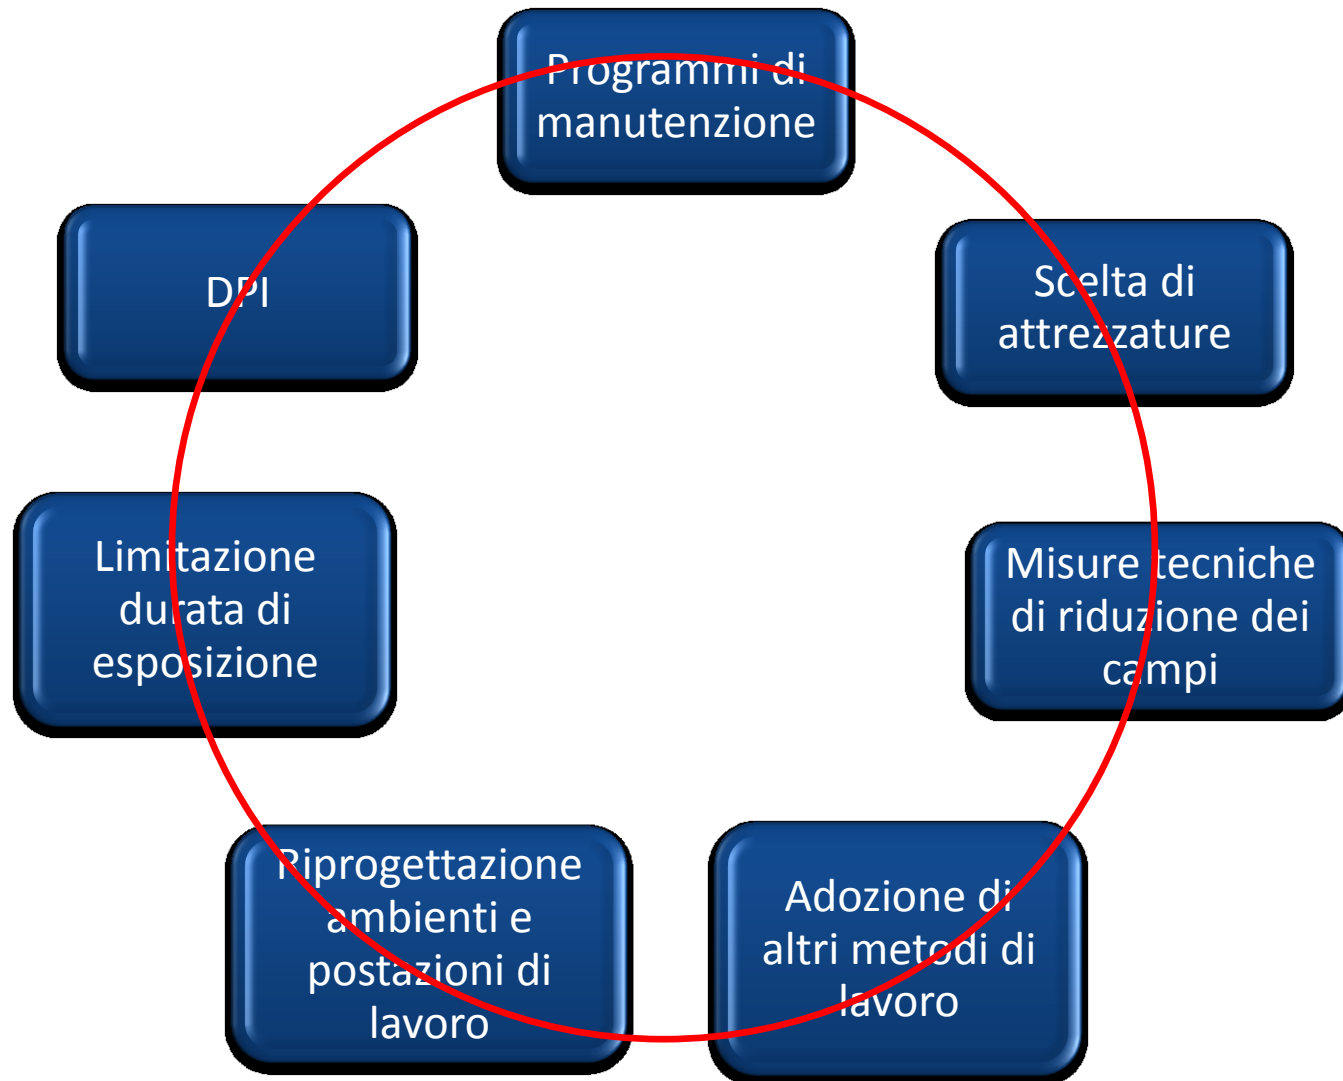 Programmi di
manutenzione
Scelta di
attrezzature
Misure tecniche
di riduzione dei
campi
Adozione di
altri metodi di
lavoro
Riprogettazione
ambienti e
postazioni di
lavoro
Limitazione
durata di
esposizione
DPI